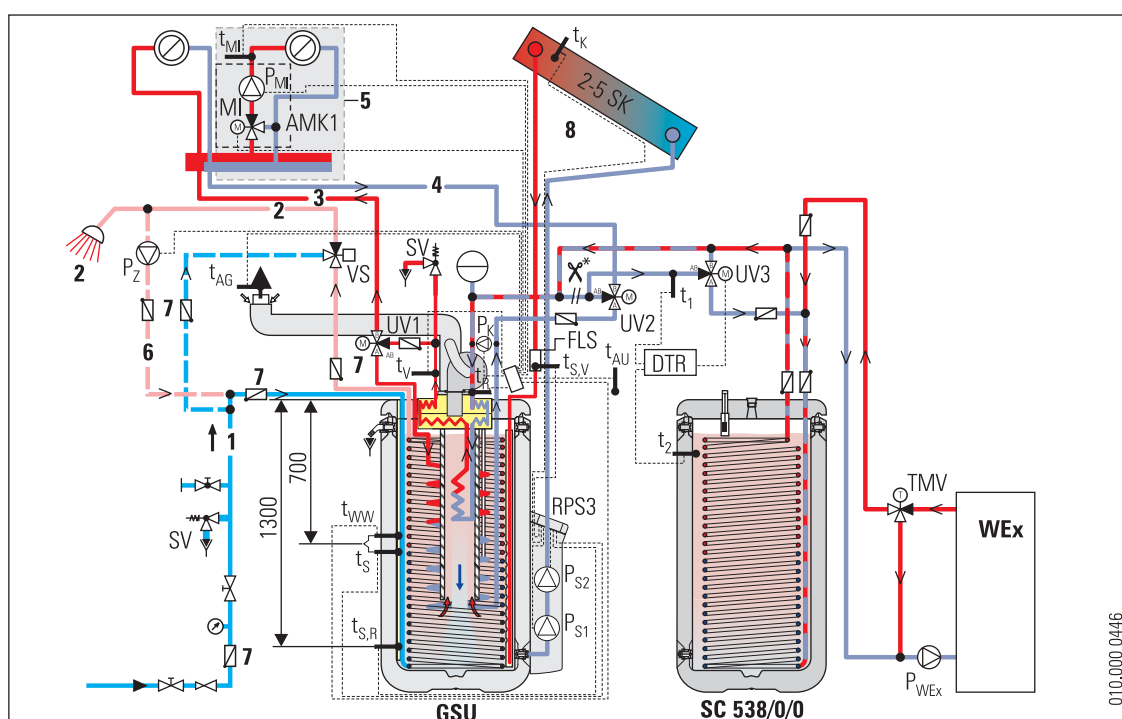 t_MI
P_MI
MI
M
AMK1
5
t_K
2-5 SK
8
4
3
2
2
P_Z
t_AG
VS
SV
✂*
AB
B
A
M
UV3
t_1
AB
B
A
M
UV2
7
6
7
UV1
M
B
A
AB
7
t_V
P_K
t_R
FLS
t_S,V
t_AU
DTR
7
1
700
1300
t_WW
t_S
t_S,R
SV
7
RPS3
P_S2
P_S1
t_2
TMV
T
WEx
P_WEx
GSU
SC 538/0/0
010.000 0446